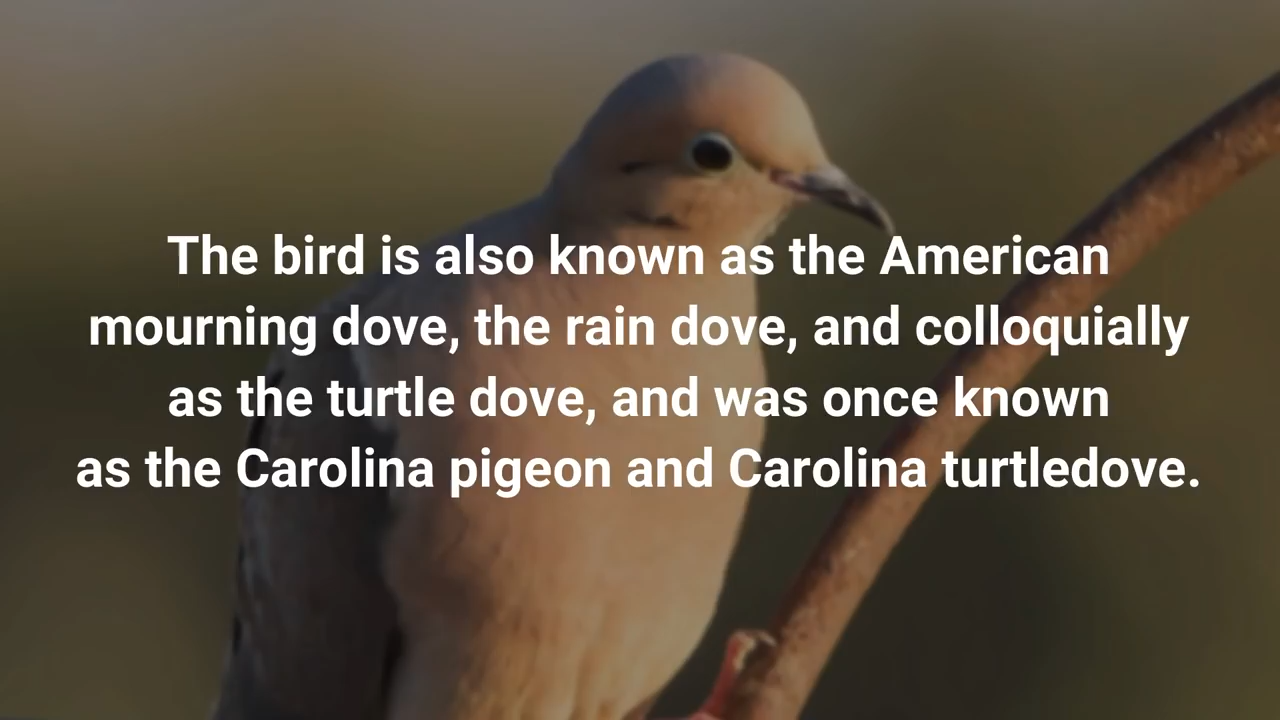 The bird is also known as the American
mourning dove, the rain dove, and colloquially
as the turtle dove, and was once known
as the Carolina pigeon and Carolina turtledove.